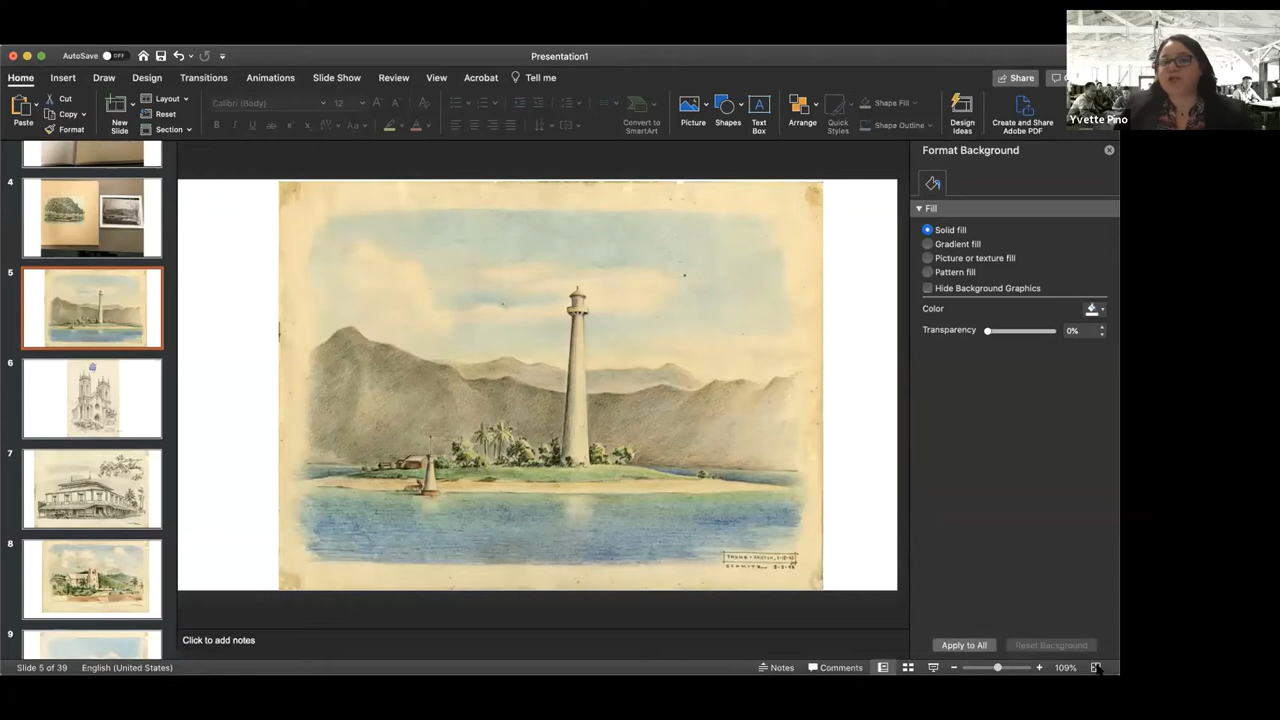 AutoSave OFF
Presentation1
Home Insert Draw Design Transitions Animations Slide Show Review View Acrobat Tell me Share
Paste
Cut
Copy
Format
New
Slide
Layout
Reset
Section
Calibri (Body) 12
Convert to
SmartArt
Picture
Shapes
Text
Box
Arrange
Quick
Styles
Shape Fill
Shape Outline
Design
Ideas
Create and Share
Adobe PDF
Yvette Pino
Format Background
Fill
Solid fill
Gradient fill
Picture or texture fill
Pattern fill
Hide Background Graphics
Color
Transparency 0%
4
5
6
7
8
9
Click to add notes
Apply to All Reset Background
Slide 5 of 39 English (United States) Notes Comments 109%